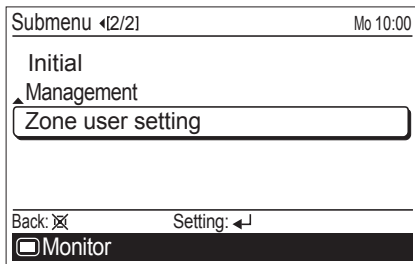 Submenu ◂[2/2] Mo 10:00
Initial
Management
Zone user setting
Back: Setting: ↵
Monitor